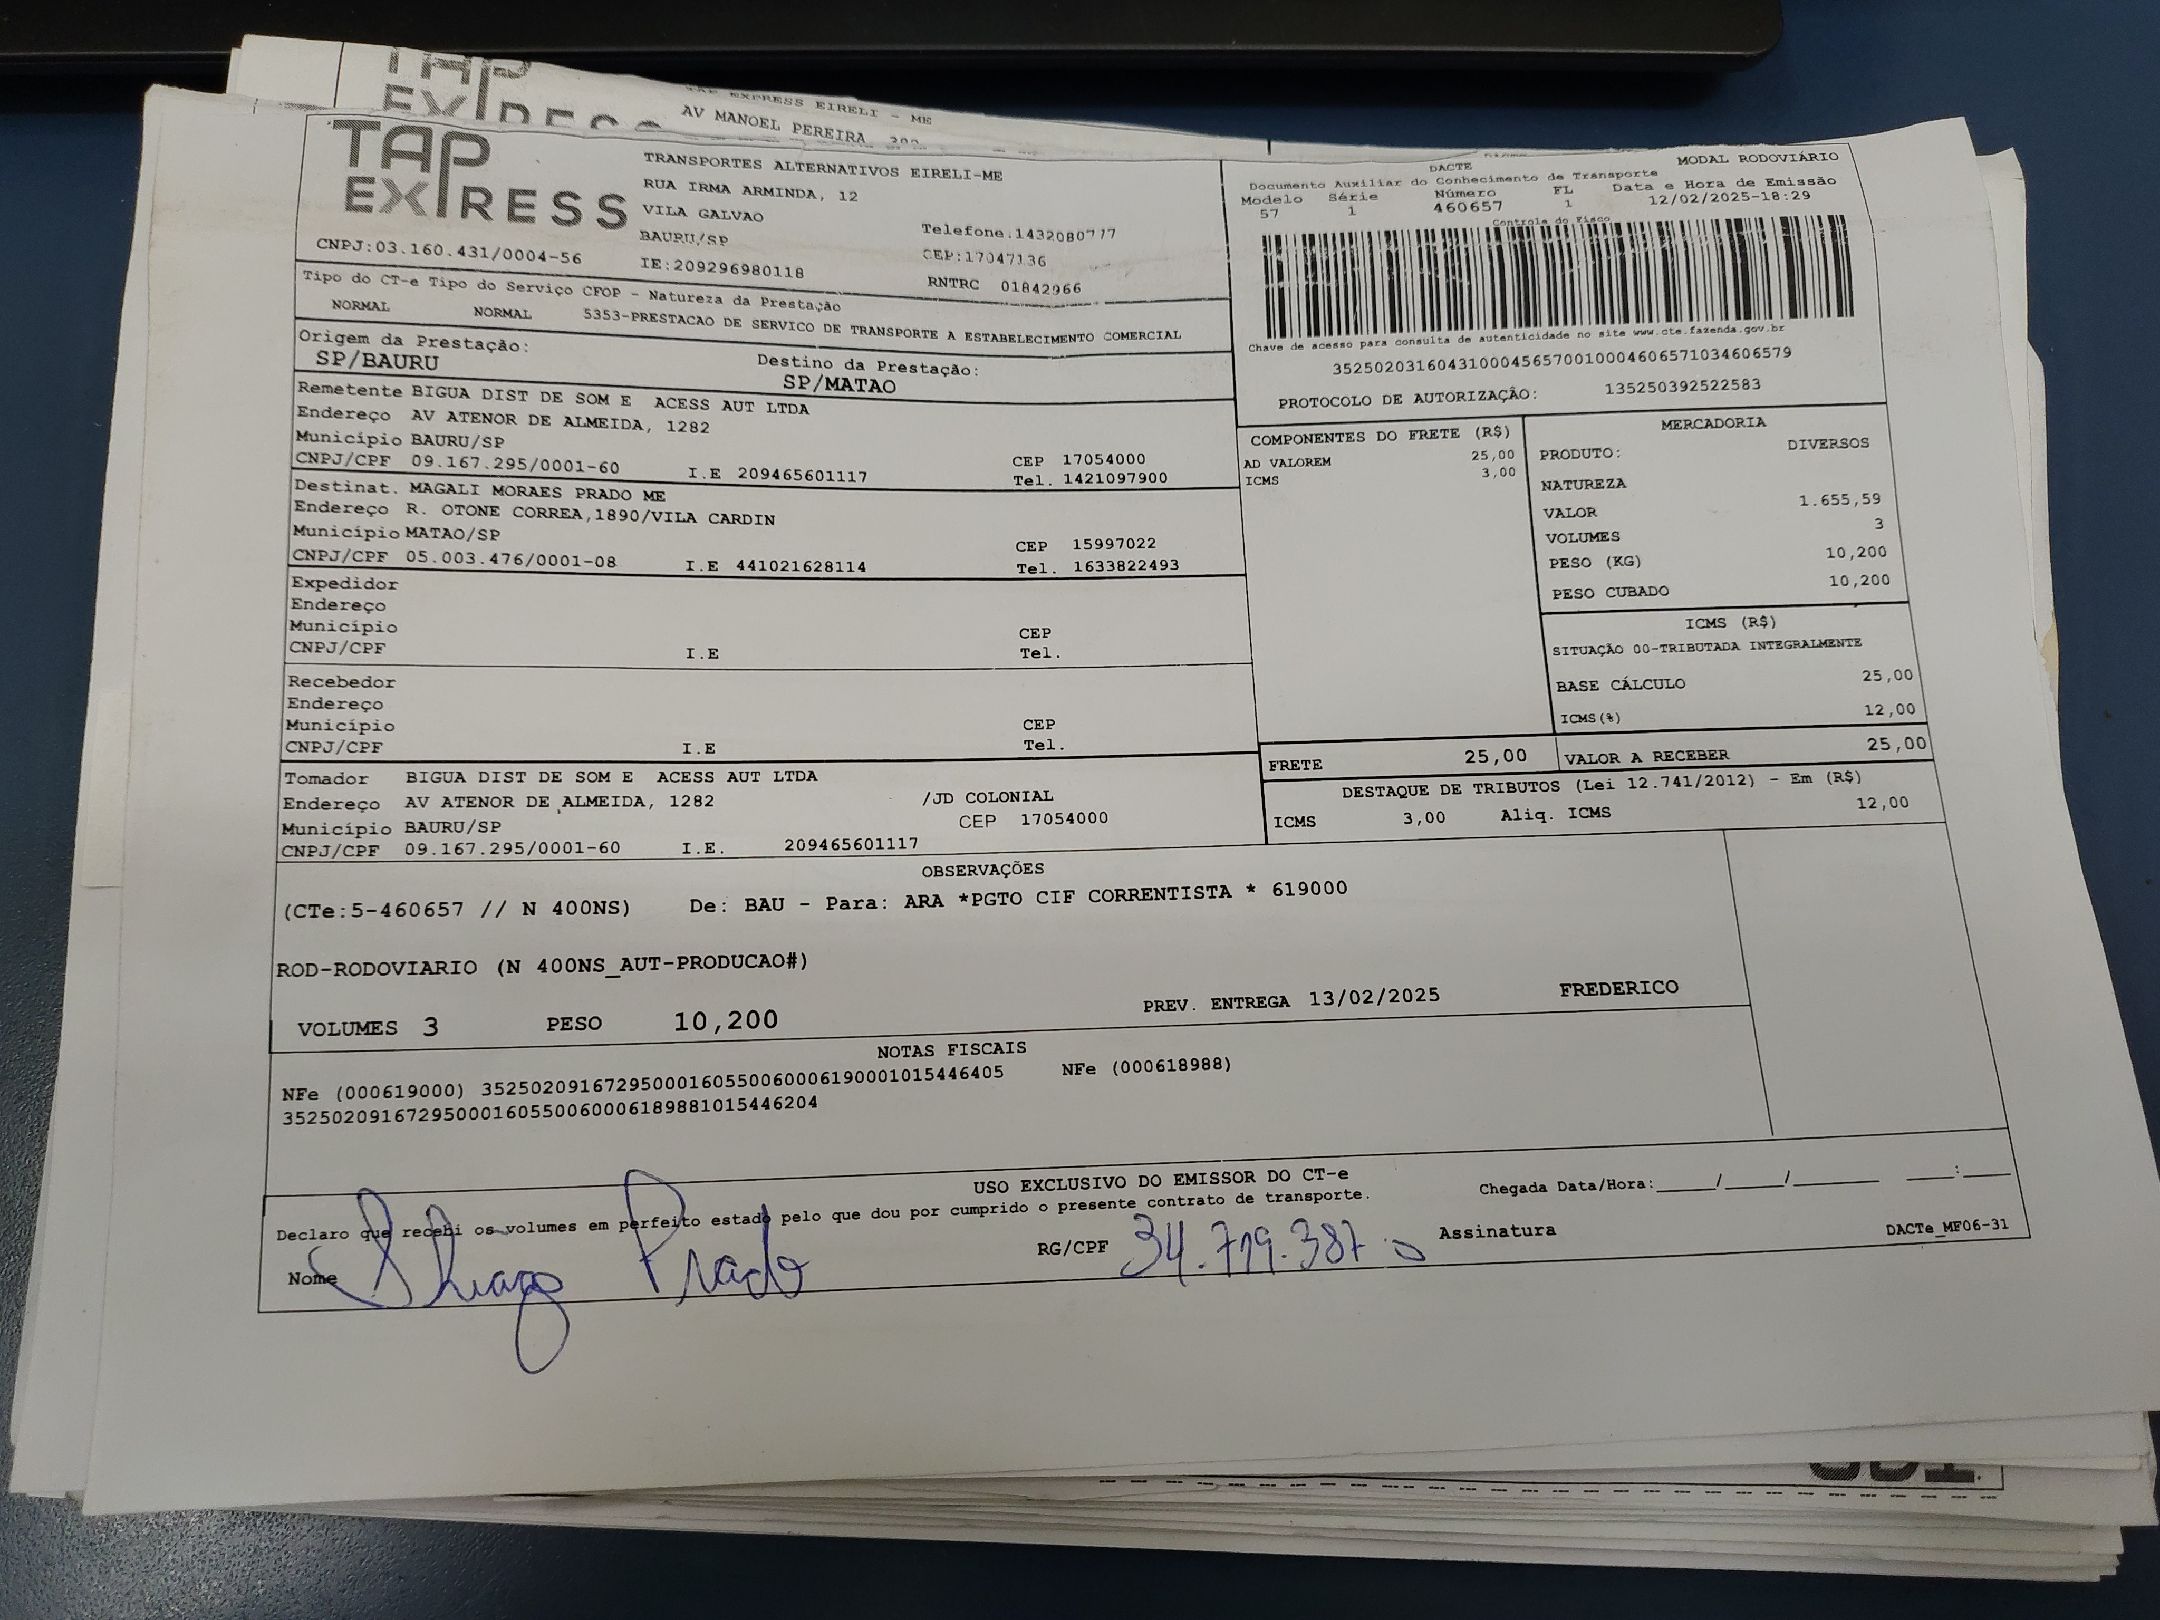 TAP EXPRESS EIRELI - ME
AV MANOEL PEREIRA,
TAP
EXPRESS
CNPJ:03.160.431/0004-56
TRANSPORTES ALTERNATIVOS EIRELI-ME
RUA IRMA ARMINDA, 12
VILA GALVAO
BAURU/SP
IE:209296980118
Telefone.1432080777
CEP:17047136
RNTRC 01842966
DACTE
MODAL RODOVIÁRIO
Documento Auxiliar do Conhecimento de Transporte
Modelo Série Número FL Data e Hora de Emissão
57 1 460657 1 12/02/2025-18:29
Controle do Fisco
Chave de acesso para consulta de autenticidade no site www.cte.fazenda.gov.br
35250203160431000456570010004606571034606579
PROTOCOLO DE AUTORIZAÇÃO: 135250392522583
Tipo do CT-e Tipo do Serviço CFOP - Natureza da Prestação
NORMAL NORMAL 5353-PRESTACAO DE SERVICO DE TRANSPORTE A ESTABELECIMENTO COMERCIAL
Origem da Prestação: Destino da Prestação:
SP/BAURU SP/MATAO
Remetente BIGUA DIST DE SOM E ACESS AUT LTDA
Endereço AV ATENOR DE ALMEIDA, 1282
Município BAURU/SP CEP 17054000
CNPJ/CPF 09.167.295/0001-60 I.E 209465601117 Tel. 1421097900
Destinat. MAGALI MORAES PRADO ME
Endereço R. OTONE CORREA,1890/VILA CARDIN
Município MATAO/SP CEP 15997022
CNPJ/CPF 05.003.476/0001-08 I.E 441021628114 Tel. 1633822493
Expedidor
Endereço
Município CEP
CNPJ/CPF I.E Tel.
Recebedor
Endereço
Município CEP
CNPJ/CPF I.E Tel.
Tomador BIGUA DIST DE SOM E ACESS AUT LTDA
Endereço AV ATENOR DE ALMEIDA, 1282 /JD COLONIAL
Município BAURU/SP CEP 17054000
CNPJ/CPF 09.167.295/0001-60 I.E. 209465601117
COMPONENTES DO FRETE (R$)
AD VALOREM 25,00
ICMS 3,00
MERCADORIA
PRODUTO: DIVERSOS
NATUREZA
VALOR 1.655,59
VOLUMES 3
PESO (KG) 10,200
PESO CUBADO 10,200
ICMS (R$)
SITUAÇÃO 00-TRIBUTADA INTEGRALMENTE
BASE CÁLCULO 25,00
ICMS(%) 12,00
FRETE 25,00 VALOR A RECEBER 25,00
DESTAQUE DE TRIBUTOS (Lei 12.741/2012) - Em (R$)
ICMS 3,00 Aliq. ICMS 12,00
OBSERVAÇÕES
(CTe:5-460657 // N 400NS) De: BAU - Para: ARA *PGTO CIF CORRENTISTA * 619000
ROD-RODOVIARIO (N 400NS_AUT-PRODUCAO#)
VOLUMES 3 PESO 10,200 PREV. ENTREGA 13/02/2025 FREDERICO
NOTAS FISCAIS
NFe (000619000) 35250209167295000160550060006190001015446405 NFe (000618988)
35250209167295000160550060006189881015446204
USO EXCLUSIVO DO EMISSOR DO CT-e
Declaro que recebi os volumes em perfeito estado pelo que dou por cumprido o presente contrato de transporte.
Chegada Data/Hora:____/____/______ ___:___
Nome Thiago Prado RG/CPF 34.719.387 Assinatura
DACTe_MF06-31